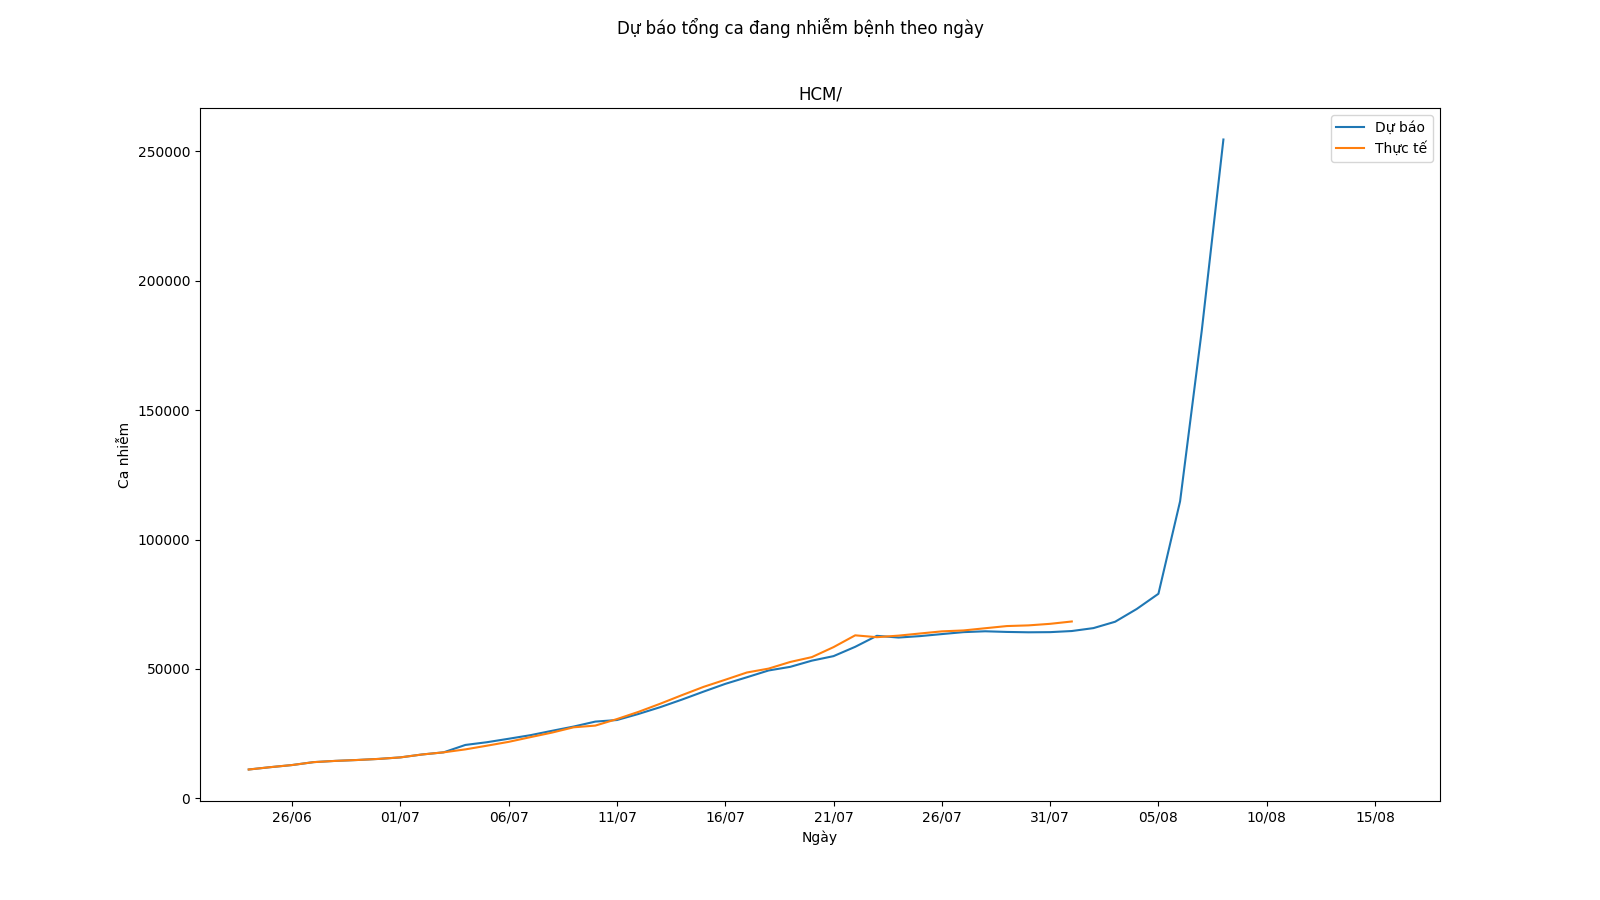 Dự báo tổng ca đang nhiễm bệnh theo ngày
HCM/
Dự báo
Thực tế
250000
200000
150000
100000
50000
0
Ca nhiễm
26/06 01/07 06/07 11/07 16/07 21/07 26/07 31/07 05/08 10/08 15/08
Ngày